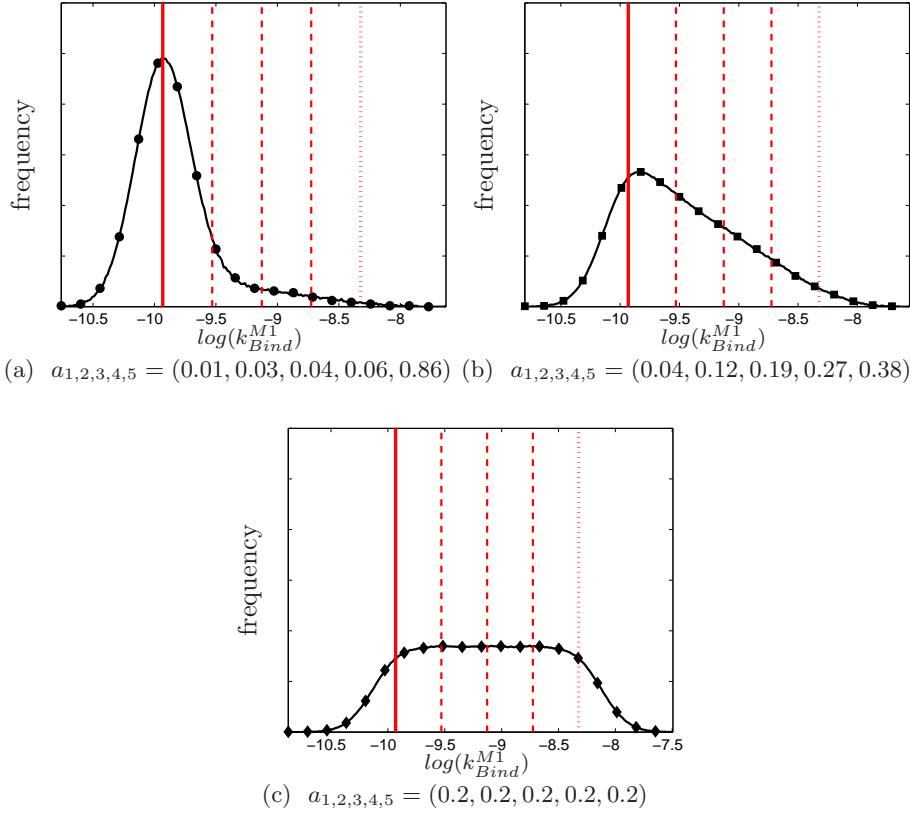 frequency
−10.5 −10 −9.5 −9 −8.5 −8
log(k_{Bind}^{M1})
(a) a_{1,2,3,4,5} = (0.01, 0.03, 0.04, 0.06, 0.86)
frequency
−10.5 −10 −9.5 −9 −8.5 −8
log(k_{Bind}^{M1})
(b) a_{1,2,3,4,5} = (0.04, 0.12, 0.19, 0.27, 0.38)
frequency
−10.5 −10 −9.5 −9 −8.5 −8 −7.5
log(k_{Bind}^{M1})
(c) a_{1,2,3,4,5} = (0.2, 0.2, 0.2, 0.2, 0.2)